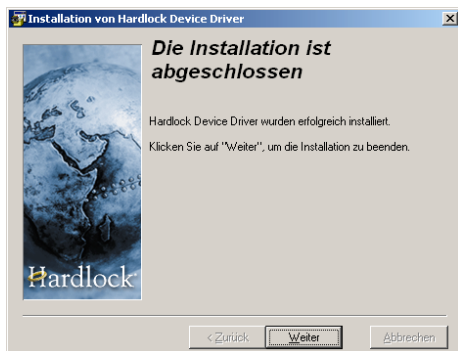 Installation von Hardlock Device Driver
Die Installation ist
abgeschlossen
Hardlock Device Driver wurden erfolgreich installiert.
Klicken Sie auf "Weiter", um die Installation zu beenden.
Hardlock
< Zurück
Weiter
Abbrechen